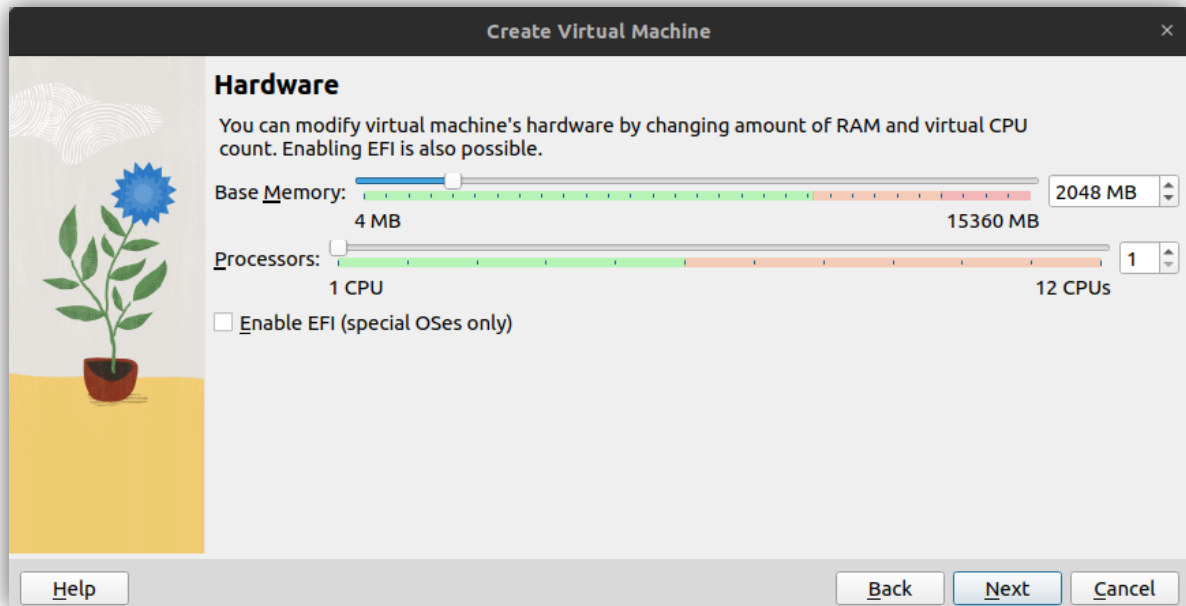 Create Virtual Machine
Hardware
You can modify virtual machine's hardware by changing amount of RAM and virtual CPU
count. Enabling EFI is also possible.
Base Memory: 2048 MB
4 MB 15360 MB
Processors: 1
1 CPU 12 CPUs
Enable EFI (special OSes only)
Help Back Next Cancel